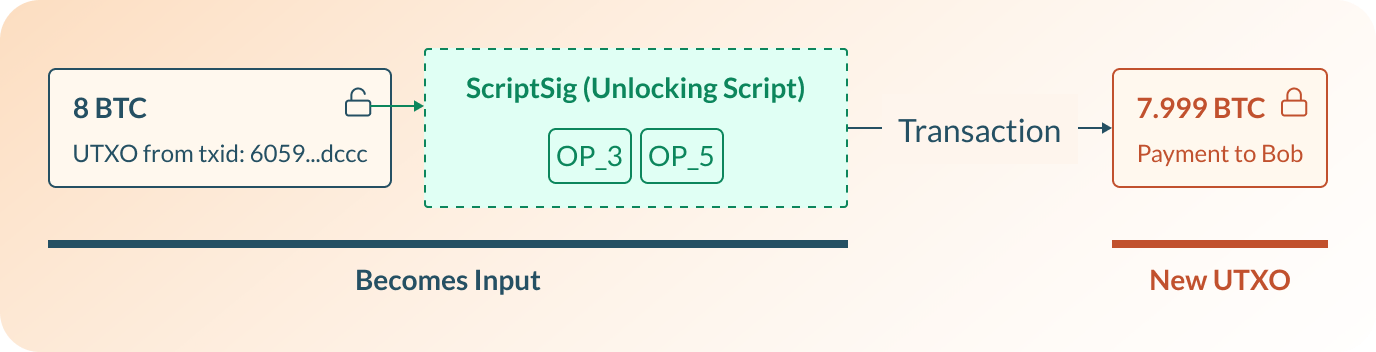 8 BTC
UTXO from txid: 6059...dccc
ScriptSig (Unlocking Script)
OP_3 OP_5
Transaction
7.999 BTC
Payment to Bob
Becomes Input
New UTXO